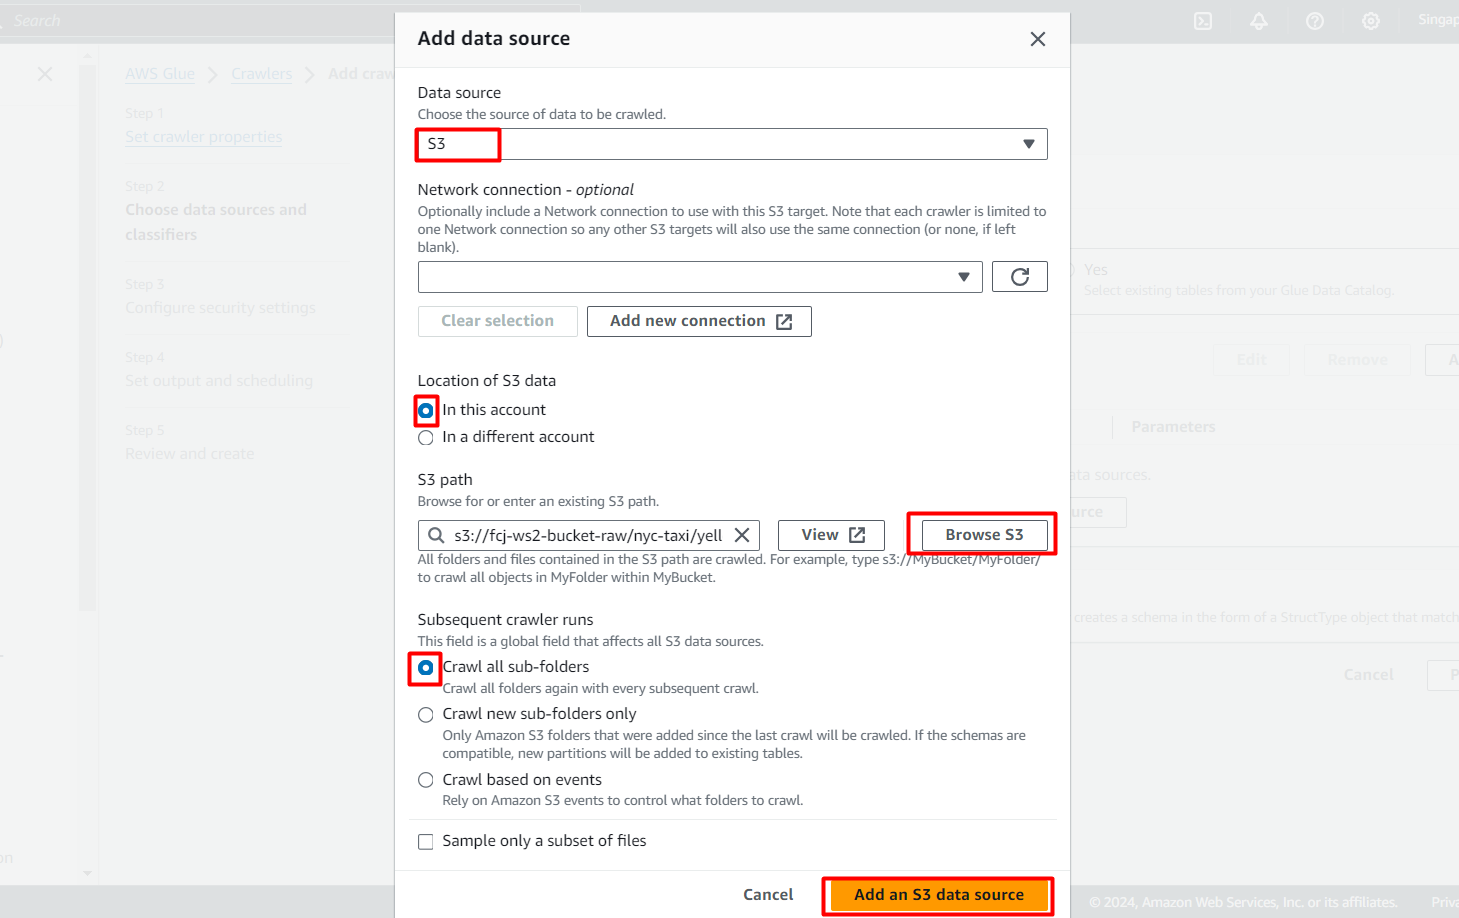 Search
Add data source
AWS Glue
Crawlers
Step 1
Set crawler properties
Step 2
Choose data sources and
classifiers
Step 3
Configure security settings
Step 4
Set output and scheduling
Step 5
Review and create
Data source
Choose the source of data to be crawled.
S3
Network connection - optional
Optionally include a Network connection to use with this S3 target. Note that each crawler is limited to
one Network connection so any other S3 targets will also use the same connection (or none, if left
blank).
Clear selection
Add new connection
Location of S3 data
In this account
In a different account
S3 path
Browse for or enter an existing S3 path.
s3://fcj-ws2-bucket-raw/nyc-taxi/yell
View
Browse S3
All folders and files contained in the S3 path are crawled. For example, type s3://MyBucket/MyFolder/
to crawl all objects in MyFolder within MyBucket.
Subsequent crawler runs
This field is a global field that affects all S3 data sources.
Crawl all sub-folders
Crawl all folders again with every subsequent crawl.
Crawl new sub-folders only
Only Amazon S3 folders that were added since the last crawl will be crawled. If the schemas are
compatible, new partitions will be added to existing tables.
Crawl based on events
Rely on Amazon S3 events to control what folders to crawl.
Sample only a subset of files
Cancel
Add an S3 data source
Singap
Yes
Select existing tables from your Glue Data Catalog.
Edit
Remove
A
Parameters
ata sources.
urce
creates a schema in the form of a StructType object that match
Cancel
P
© 2024, Amazon Web Services, Inc. or its affiliates.
Priva
Add craw
on